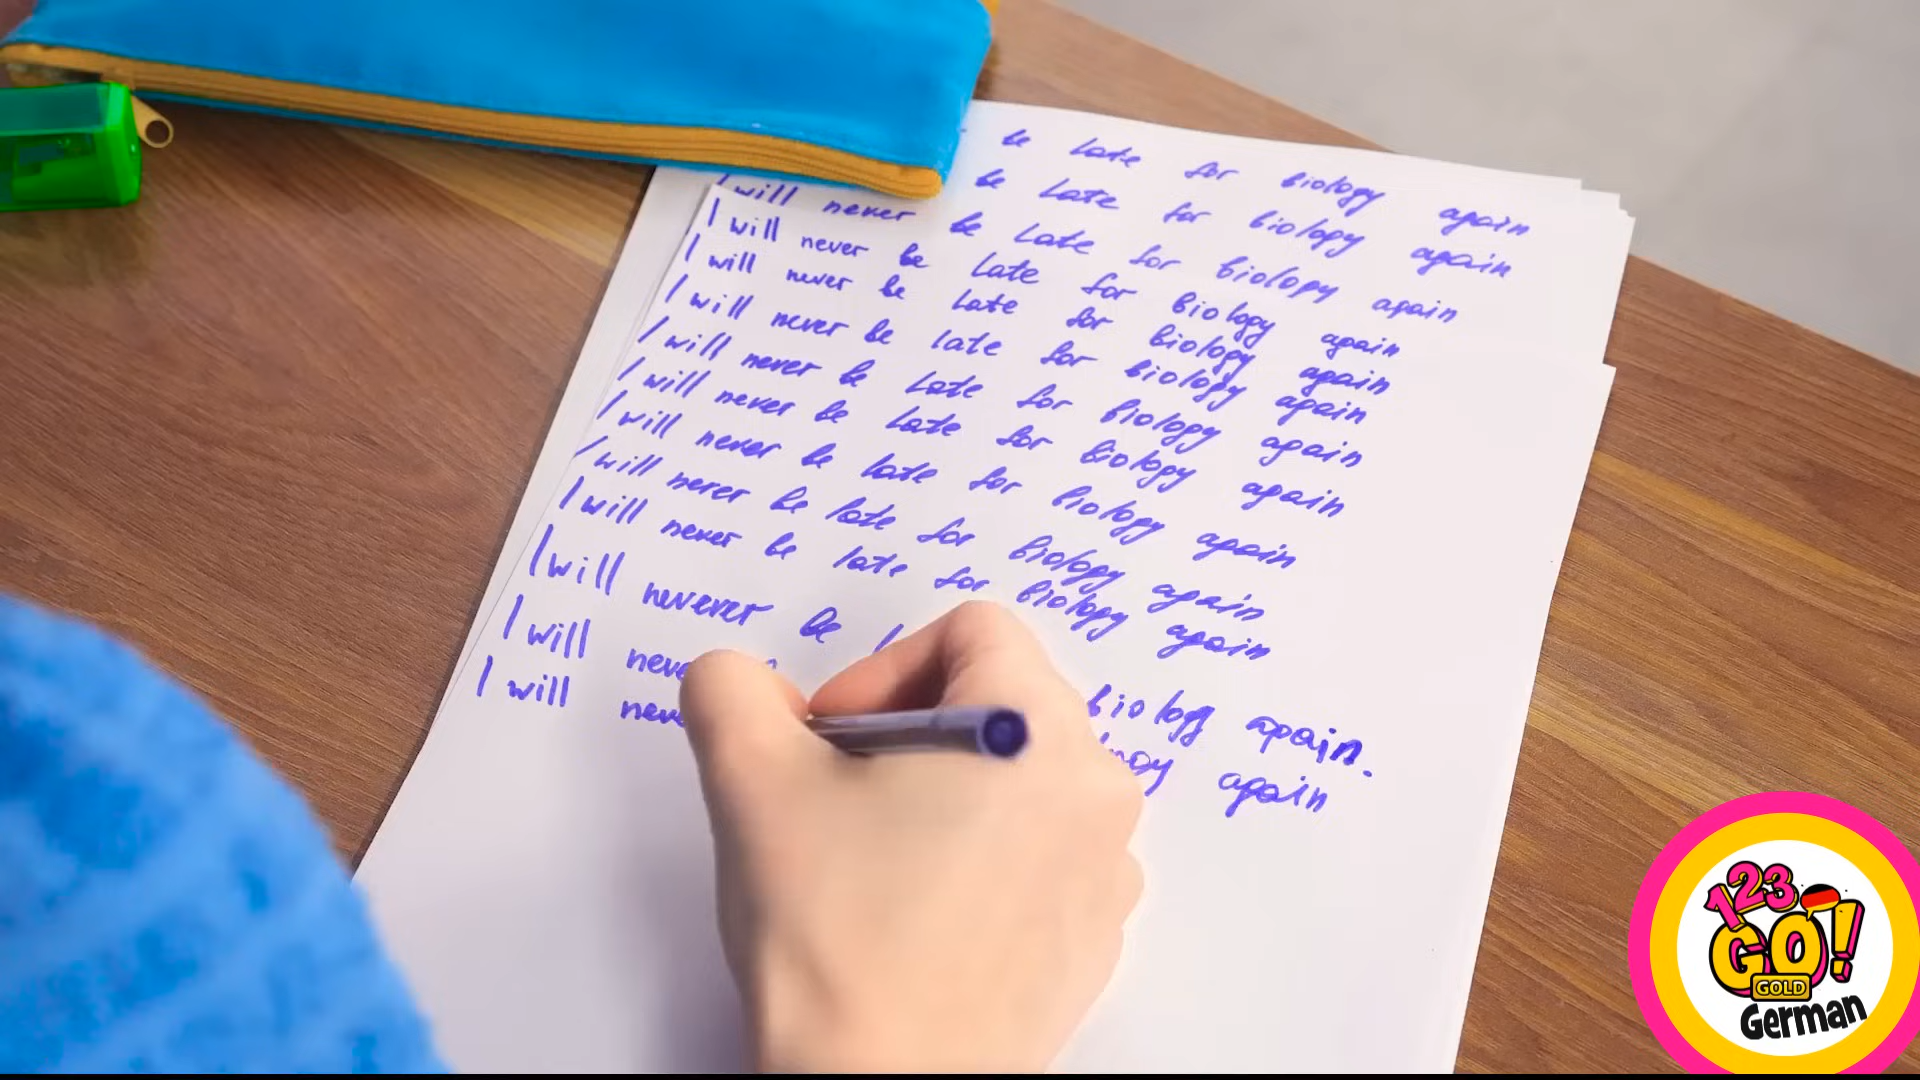 be late for biology again
be late for biology again
I will never be late for biology again
I will never be late for biology again
I will never be late for biology again
I will never be late for biology again
I will never be late for biology again
I will never be late for biology again
I will never be late for biology again
I will never be late for biology again
I will never be late for biology again
I will nevever be biology again.
I will again
I will
123 GO! GOLD German